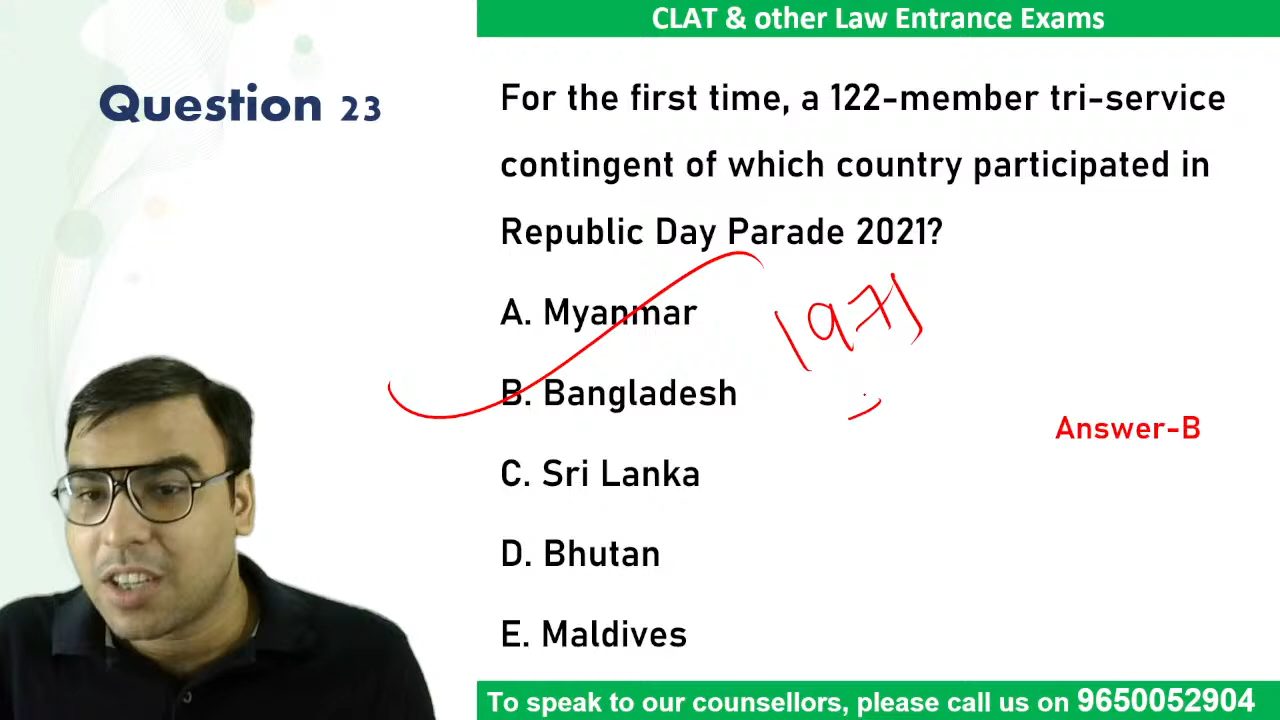 CLAT & other Law Entrance Exams
Question 23
For the first time, a 122-member tri-service
contingent of which country participated in
Republic Day Parade 2021?
A. Myanmar
1971
B. Bangladesh
Answer-B
C. Sri Lanka
D. Bhutan
E. Maldives
To speak to our counsellors, please call us on 9650052904